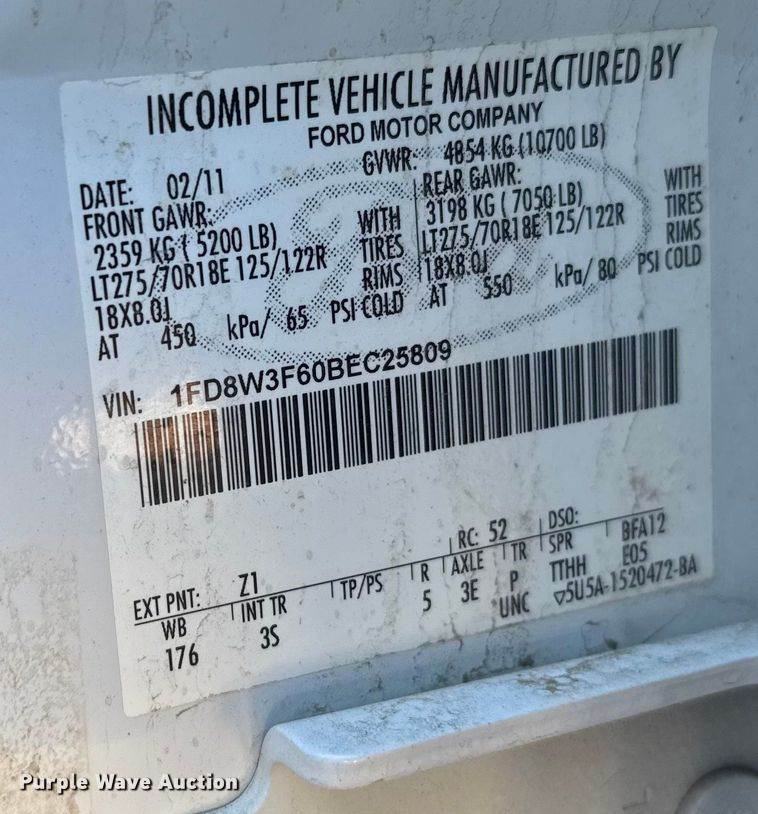 INCOMPLETE VEHICLE MANUFACTURED BY
FORD MOTOR COMPANY
DATE: 02/11 GVWR: 4854 KG (10700 LB)
FRONT GAWR: REAR GAWR:
2359 KG ( 5200 LB) WITH 3198 KG ( 7050 LB) WITH
LT275/70R18E 125/122R TIRES LT275/70R18E 125/122R TIRES
18X8.0J RIMS 18X8.0J RIMS
AT 450 kPa/ 65 PSI COLD AT 550 kPa/ 80 PSI COLD
VIN: 1FD8W3F60BEC25809
EXT PNT: Z1 RC: 52 DSO:
WB INT TR TP/PS R AXLE TR SPR BFA12
176 3S 5 3E P TTHH E05
UNC ▽5U5A-1520472-BA
Purple Wave Auction